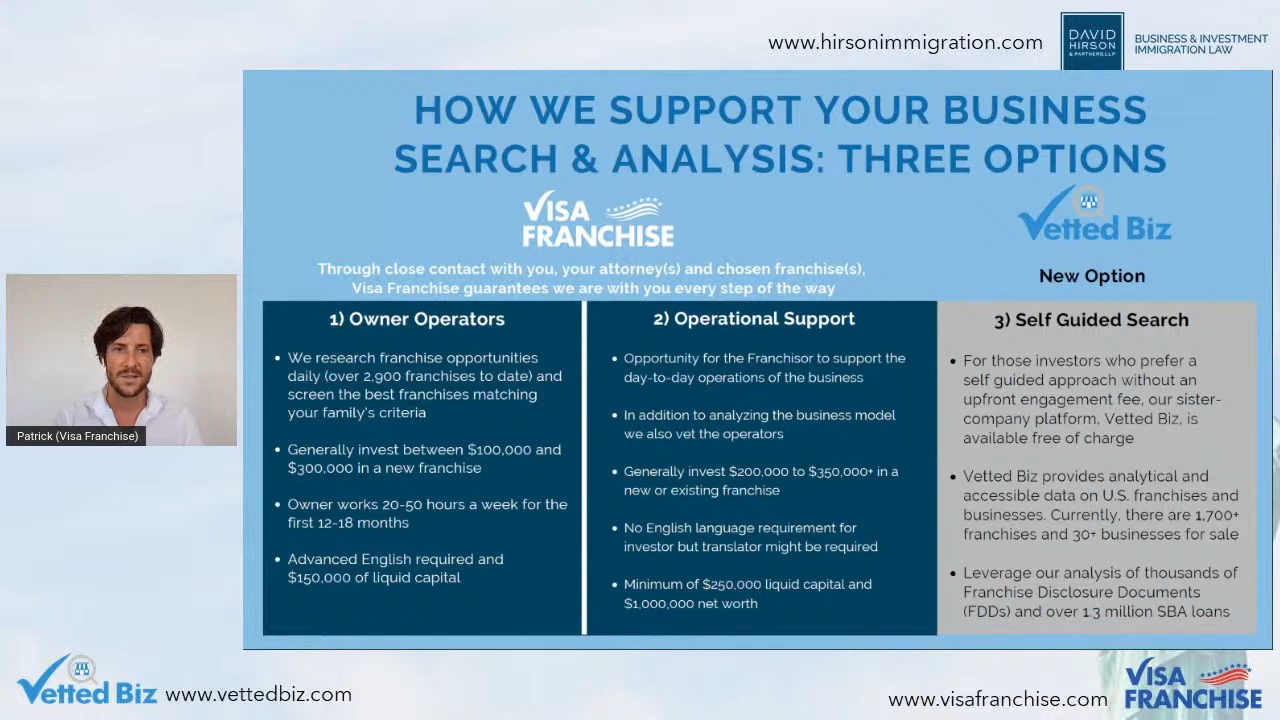 www.hirsonimmigration.com
DAVID
HIRSON
& PARTNERS, LLP
BUSINESS & INVESTMENT
IMMIGRATION LAW
HOW WE SUPPORT YOUR BUSINESS
SEARCH & ANALYSIS: THREE OPTIONS
VISA
FRANCHISE
Vetted Biz
Through close contact with you, your attorney(s) and chosen franchise(s),
Visa Franchise guarantees we are with you every step of the way
New Option
1) Owner Operators
• We research franchise opportunities
daily (over 2,900 franchises to date) and
screen the best franchises matching
your family's criteria
• Generally invest between $100,000 and
$300,000 in a new franchise
• Owner works 20-50 hours a week for the
first 12-18 months
• Advanced English required and
$150,000 of liquid capital
2) Operational Support
• Opportunity for the Franchisor to support the
day-to-day operations of the business
• In addition to analyzing the business model
we also vet the operators
• Generally invest $200,000 to $350,000+ in a
new or existing franchise
• No English language requirement for
investor but translator might be required
• Minimum of $250,000 liquid capital and
$1,000,000 net worth
3) Self Guided Search
• For those investors who prefer a
self guided approach without an
upfront engagement fee, our sister-
company platform, Vetted Biz, is
available free of charge
• Vetted Biz provides analytical and
accessible data on U.S. franchises and
businesses. Currently, there are 1,700+
franchises and 30+ businesses for sale
• Leverage our analysis of thousands of
Franchise Disclosure Documents
(FDDs) and over 1.3 million SBA loans
Patrick (Visa Franchise)
Vetted Biz
www.vettedbiz.com
www.visafranchise.com
VISA
FRANCHISE